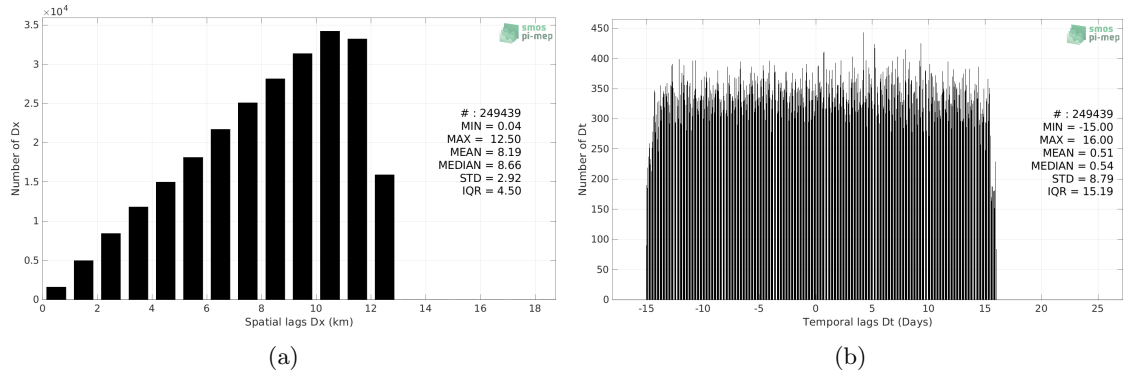 ×10⁴
3.5
3
2.5
2
1.5
1
0.5
0
Number of Dx
0 2 4 6 8 10 12 14 16 18
Spatial lags Dx (km)
smos
pi-mep
# : 249439
MIN = 0.04
MAX = 12.50
MEAN = 8.19
MEDIAN = 8.66
STD = 2.92
IQR = 4.50
(a)
450
400
350
300
250
200
150
100
50
0
Number of Dt
-15 -10 -5 0 5 10 15 20 25
Temporal lags Dt (Days)
smos
pi-mep
# : 249439
MIN = -15.00
MAX = 16.00
MEAN = 0.51
MEDIAN = 0.54
STD = 8.79
IQR = 15.19
(b)